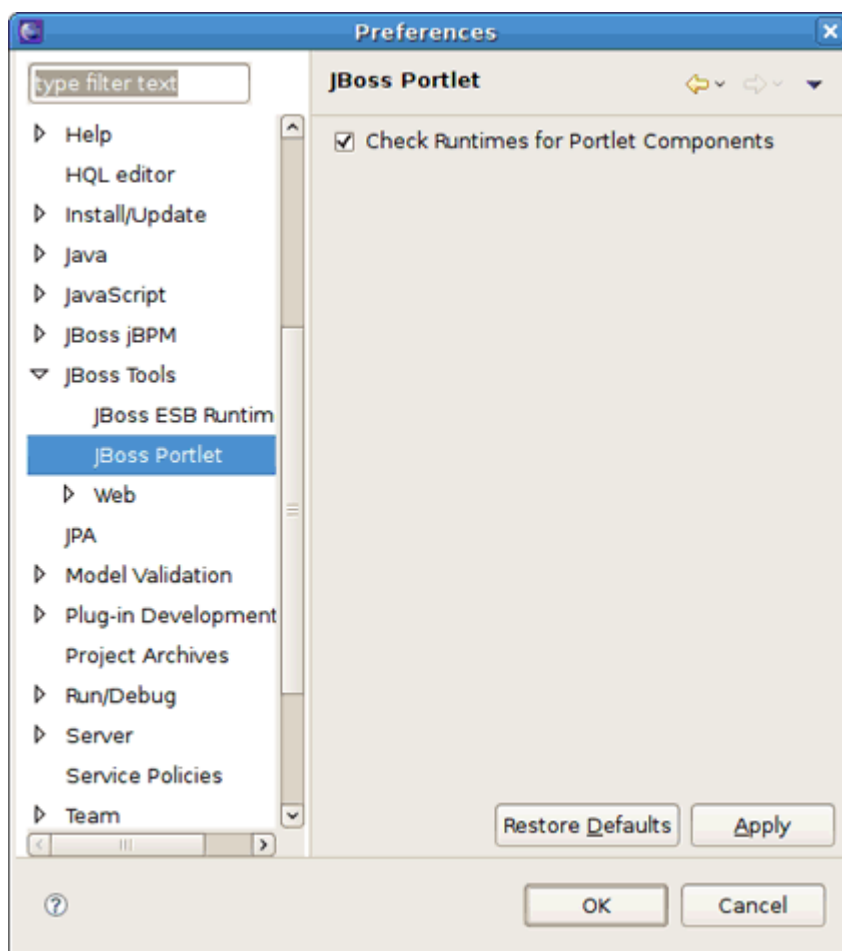 Preferences
type filter text
Help
HQL editor
Install/Update
Java
JavaScript
JBoss jBPM
JBoss Tools
JBoss ESB Runtim
JBoss Portlet
Web
JPA
Model Validation
Plug-in Development
Project Archives
Run/Debug
Server
Service Policies
Team
JBoss Portlet
Check Runtimes for Portlet Components
Restore Defaults Apply
OK Cancel